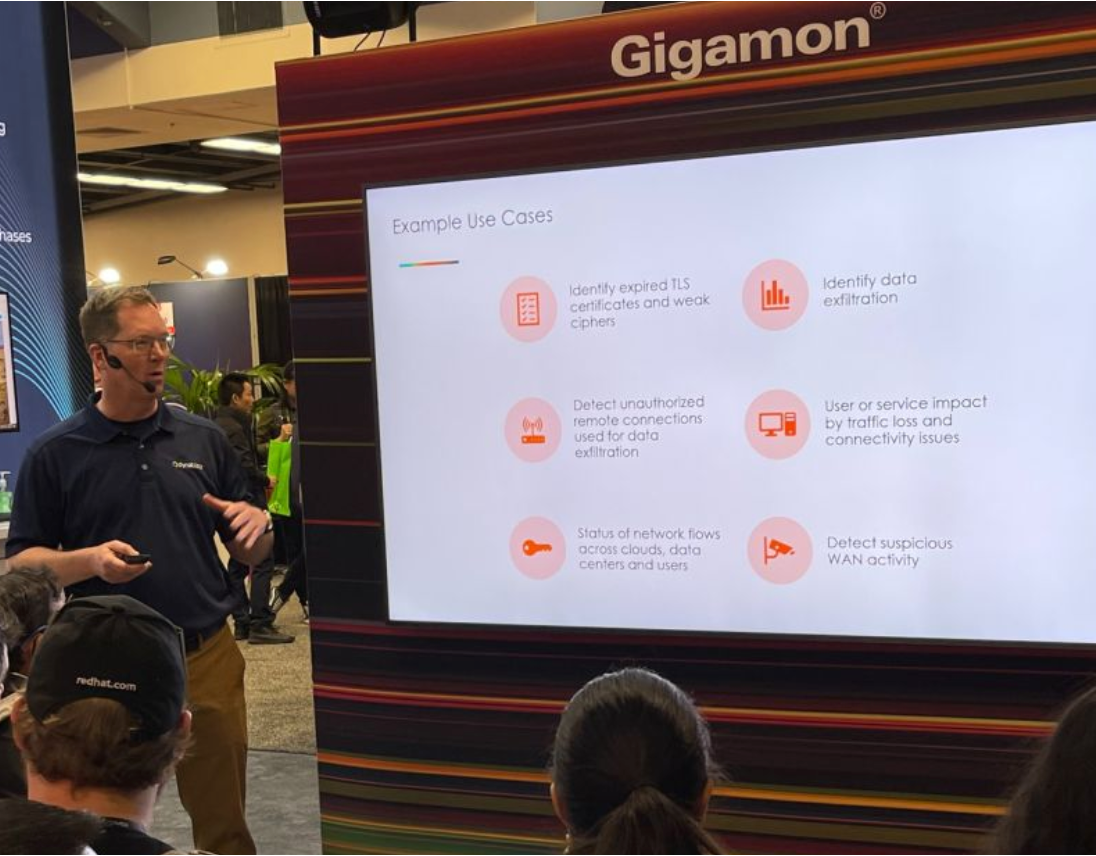 Gigamon®
Example Use Cases
Identify expired TLS
certificates and weak
ciphers
Identify data
exfiltration
Detect unauthorized
remote connections
used for data
exfiltration
User or service impact
by traffic loss and
connectivity issues
Status of network flows
across clouds, data
centers and users
Detect suspicious
WAN activity
redhat.com